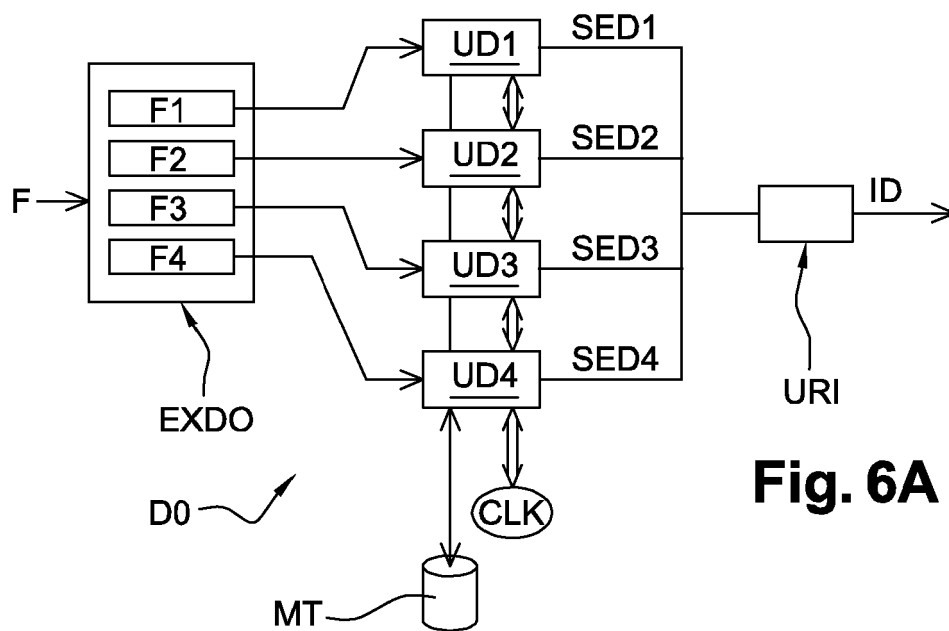 UD1
SED1
F1
F2
UD2
SED2
F
F3
ID
F4
UD3
SED3
UD4
SED4
URI
EXDO
Fig. 6A
D0
CLK
MT